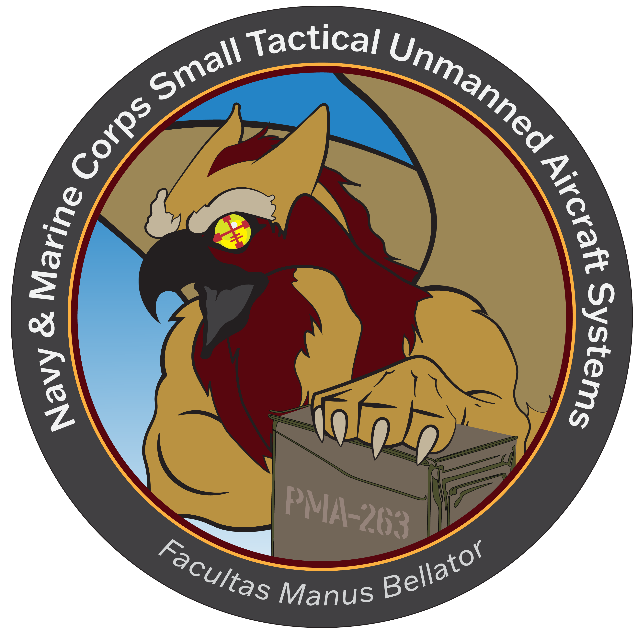 Navy & Marine Corps Small Tactical Unmanned Aircraft Systems
PMA-263
Facultas Manus Bellator